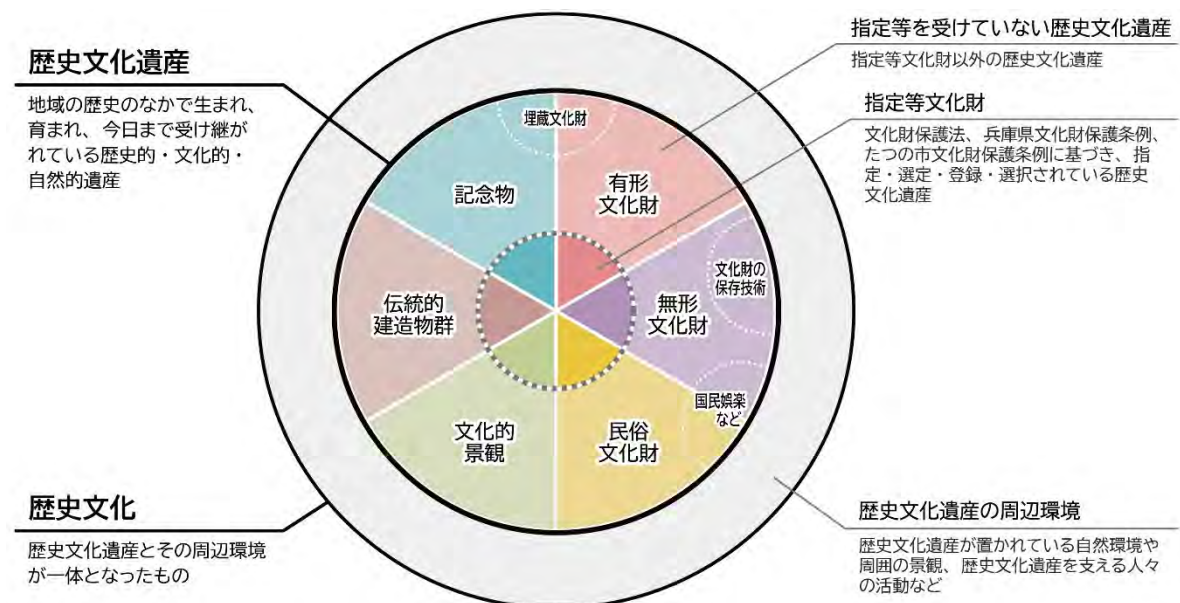 歴史文化遺産
地域の歴史のなかで生まれ、
育まれ、今日まで受け継が
れている歴史的・文化的・
自然的遺産
指定等を受けていない歴史文化遺産
指定等文化財以外の歴史文化遺産
指定等文化財
文化財保護法、兵庫県文化財保護条例、
たつの市文化財保護条例に基づき、指
定・選定・登録・選択されている歴史
文化遺産
埋蔵文化財
記念物
有形
文化財
文化財の
保存技術
無形
文化財
伝統的
建造物群
国民娯楽
など
文化的
景観
民俗
文化財
歴史文化
歴史文化遺産とその周辺環境
が一体となったもの
歴史文化遺産の周辺環境
歴史文化遺産が置かれている自然環境や
周囲の景観、歴史文化遺産を支える人々
の活動など